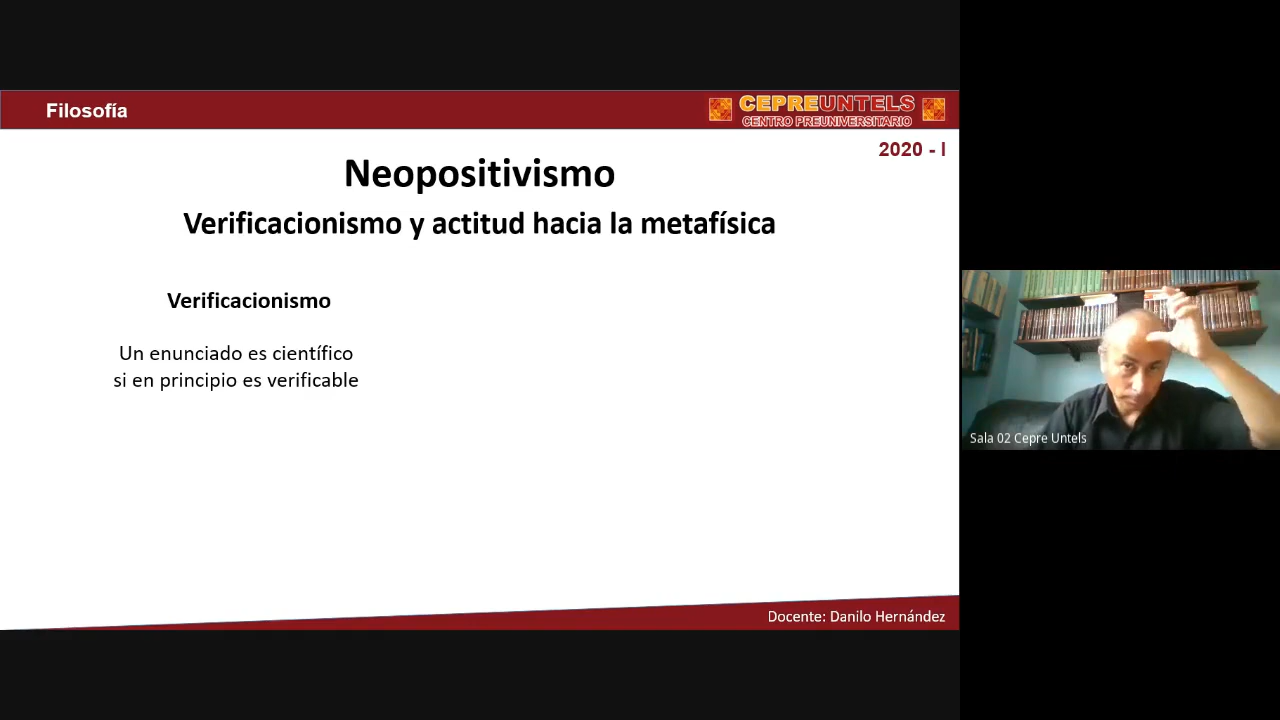 Filosofía
CEPREUNTELS
CENTRO PREUNIVERSITARIO
2020 - I
Neopositivismo
Verificacionismo y actitud hacia la metafísica
Verificacionismo
Un enunciado es científico
si en principio es verificable
Sala 02 Cepre Untels
Docente: Danilo Hernández